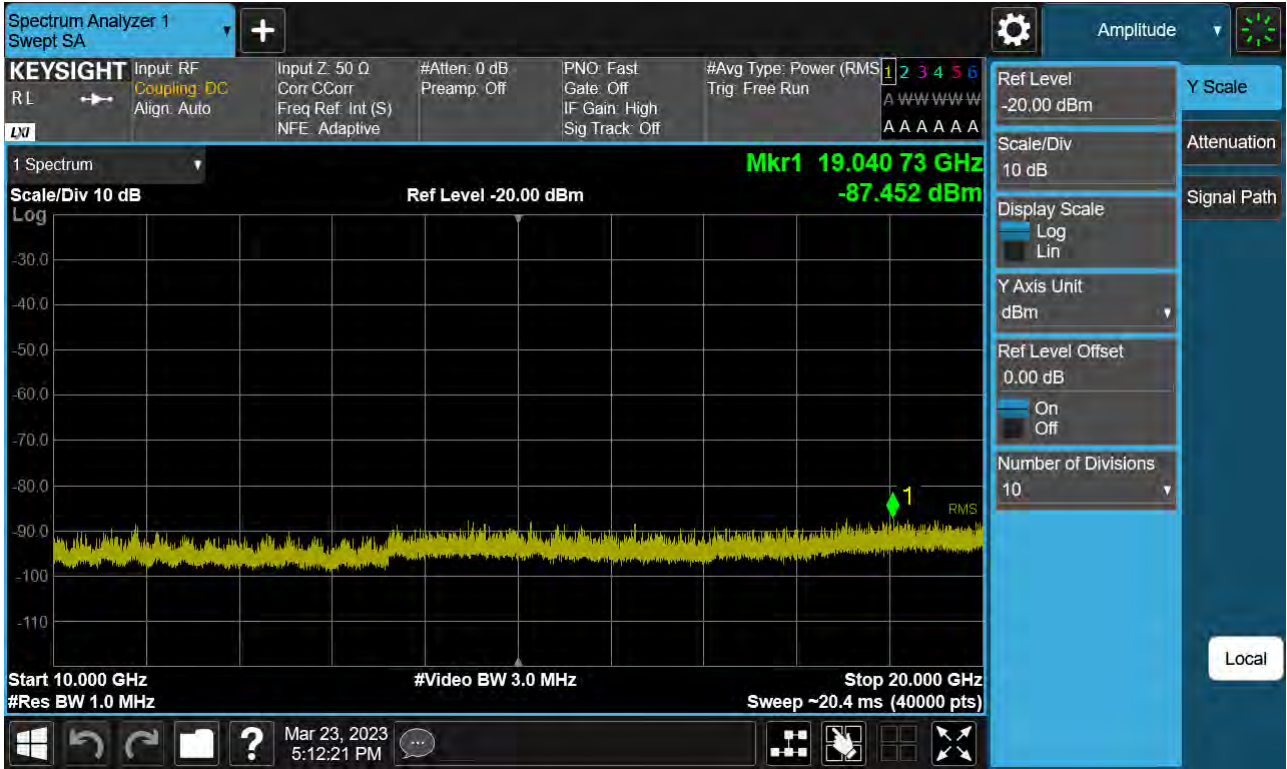 Spectrum Analyzer 1
Swept SA
+
Amplitude
KEYSIGHT
RL
LXI
Input: RF
Coupling: DC
Align: Auto
Input Z: 50 Ω
Corr CCorr
Freq Ref: Int (S)
NFE: Adaptive
#Atten: 0 dB
Preamp: Off
PNO: Fast
Gate: Off
IF Gain: High
Sig Track: Off
#Avg Type: Power (RMS
Trig: Free Run
1 2 3 4 5 6
A W W W W W
A A A A A A
1 Spectrum
Scale/Div 10 dB
Log
Ref Level -20.00 dBm
Mkr1 19.040 73 GHz
-87.452 dBm
-30.0
-40.0
-50.0
-60.0
-70.0
-80.0
-90.0
-100
-110
1
RMS
Start 10.000 GHz
#Res BW 1.0 MHz
#Video BW 3.0 MHz
Stop 20.000 GHz
Sweep ~20.4 ms (40000 pts)
Ref Level
-20.00 dBm
Scale/Div
10 dB
Display Scale
Log
Lin
Y Axis Unit
dBm
Ref Level Offset
0.00 dB
On
Off
Number of Divisions
10
Y Scale
Attenuation
Signal Path
Local
?
Mar 23, 2023
5:12:21 PM